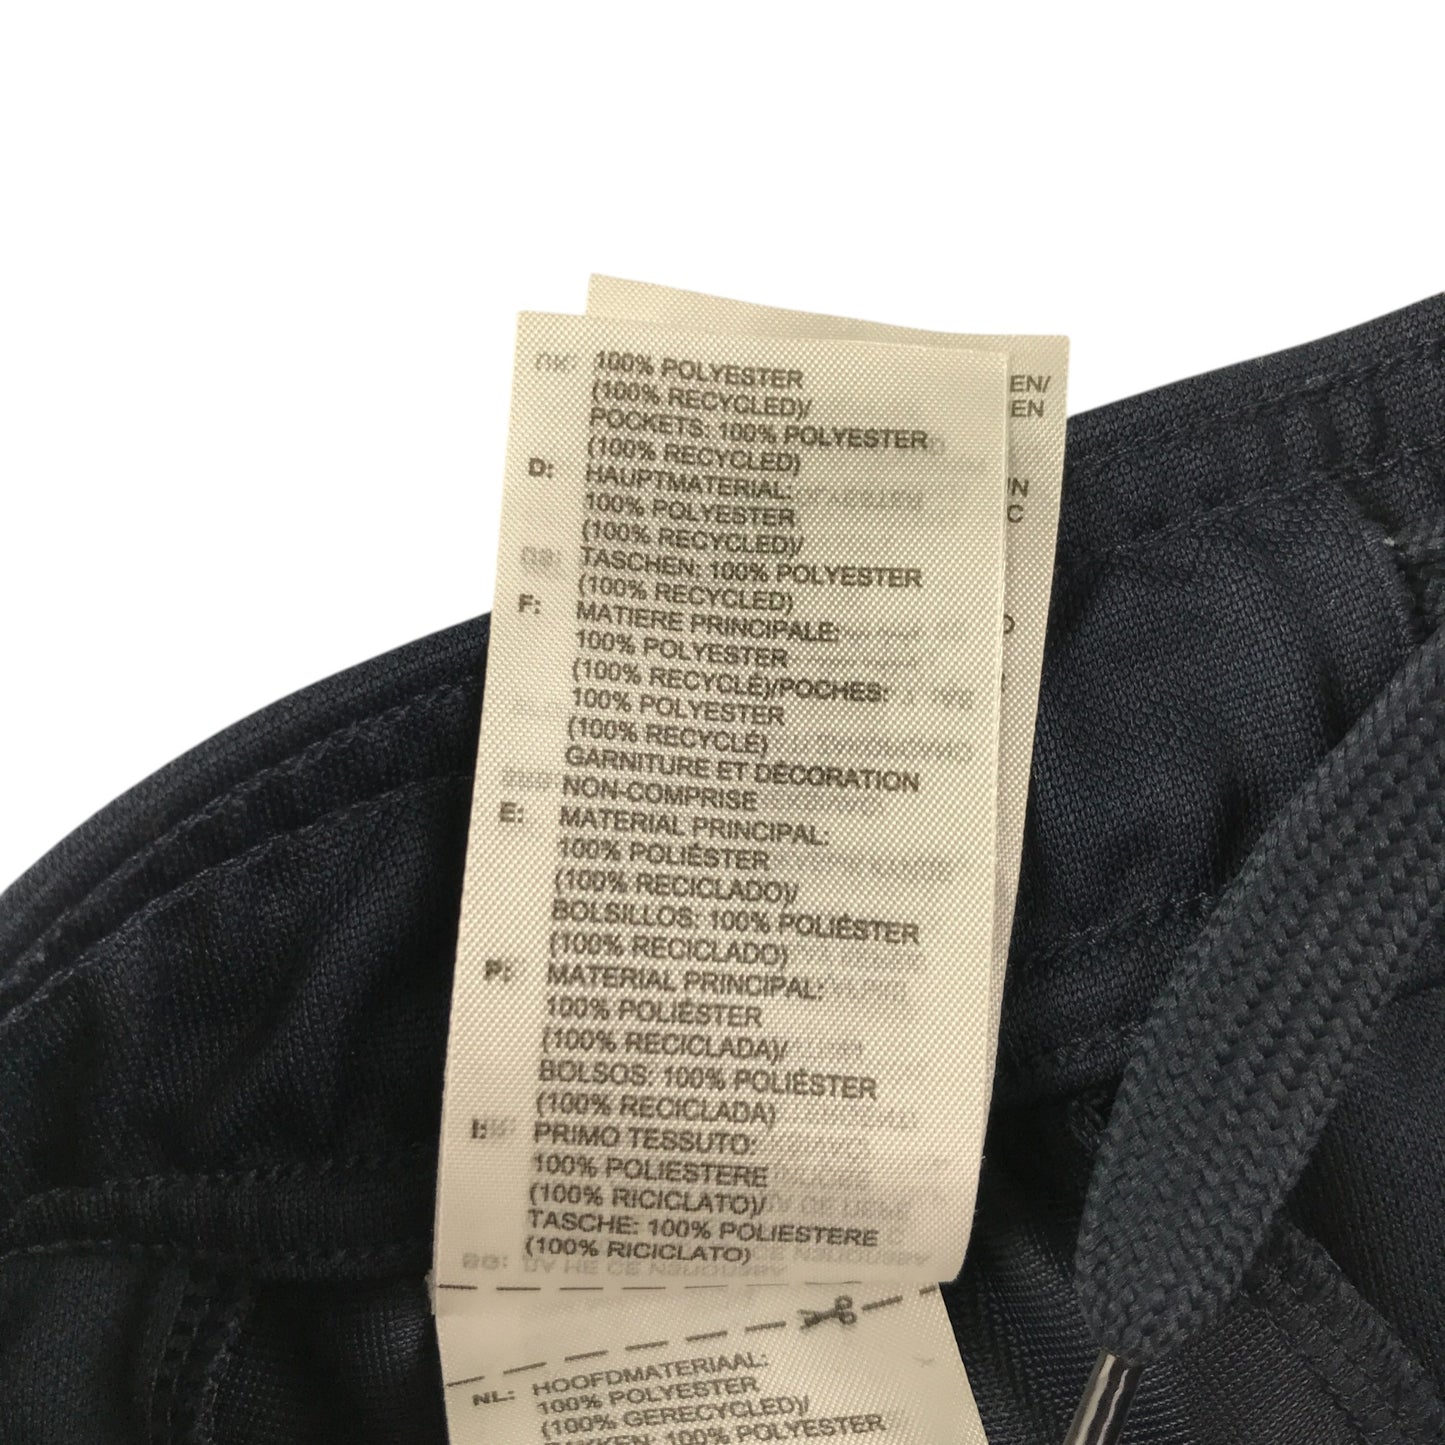 100% POLYESTER
(100% RECYCLED)/
POCKETS: 100% POLYESTER
(100% RECYCLED)
D: HAUPTMATERIAL:
100% POLYESTER
(100% RECYCLED)/
TASCHEN: 100% POLYESTER
(100% RECYCLED)
F: MATIERE PRINCIPALE:
100% POLYESTER
(100% RECYCLÉ)/POCHES:
100% POLYESTER
(100% RECYCLÉ)
GARNITURE ET DÉCORATION
NON-COMPRISE
E: MATERIAL PRINCIPAL:
100% POLIÉSTER
(100% RECICLADO)/
BOLSILLOS: 100% POLIÉSTER
(100% RECICLADO)
P: MATERIAL PRINCIPAL:
100% POLIÉSTER
(100% RECICLADA)/
BOLSOS: 100% POLIÉSTER
(100% RECICLADA)
I: PRIMO TESSUTO:
100% POLIESTERE
(100% RICICLATO)/
TASCHE: 100% POLIESTERE
(100% RICICLATO)
NL: HOOFDMATERIAAL:
100% POLYESTER
(100% GERECYCLED)/
100% POLYESTER
EN/
EN